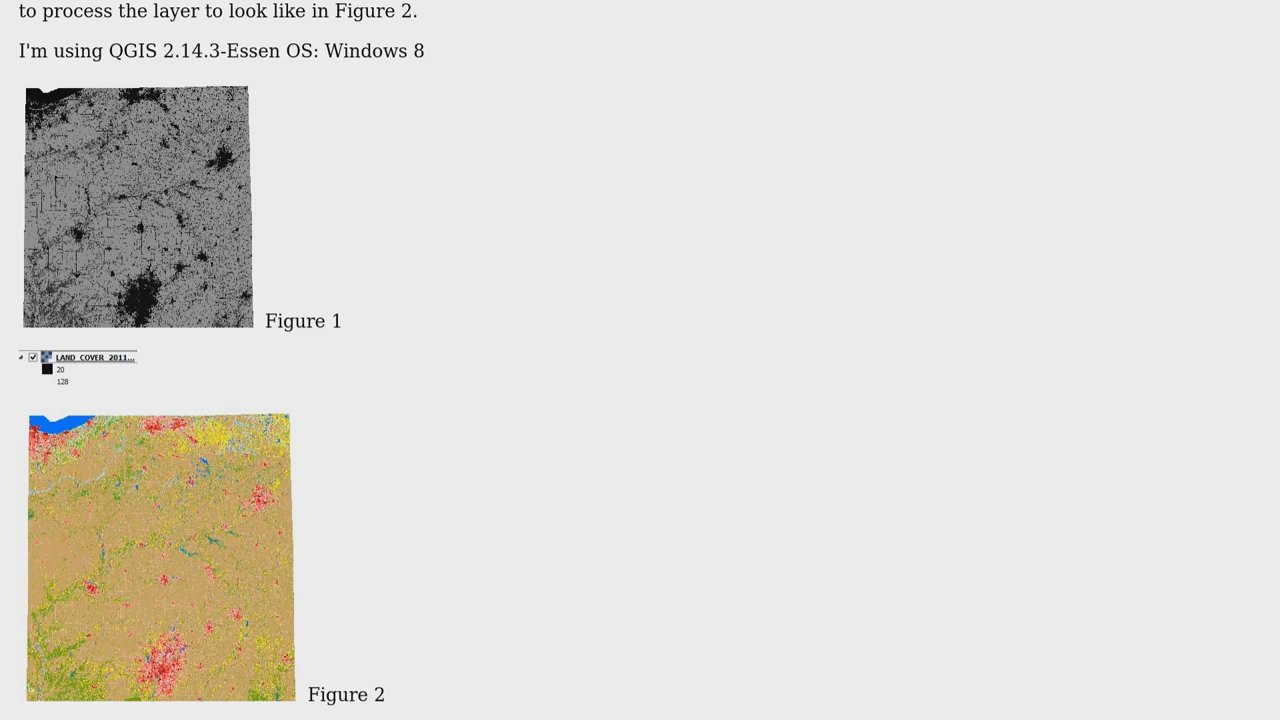 to process the layer to look like in Figure 2.
I'm using QGIS 2.14.3-Essen OS: Windows 8
Figure 1
LAND_COVER_2011...
20
128
Figure 2